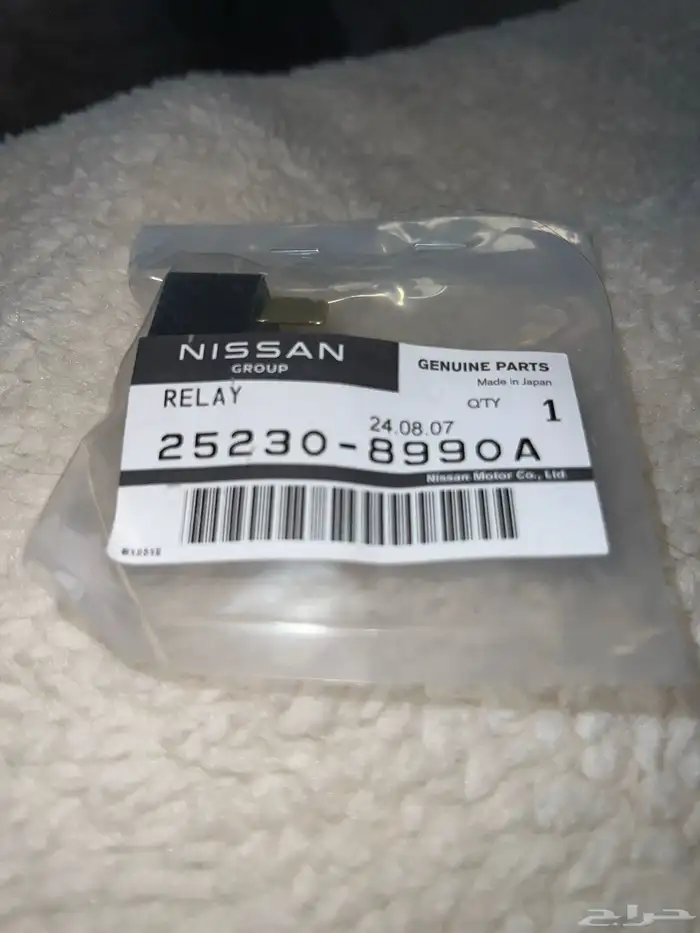 NISSAN
GROUP
GENUINE PARTS
Made in Japan
RELAY
Q'TY 1
24.08.07
25230-8990A
Nissan Motor Co., Ltd
حراج